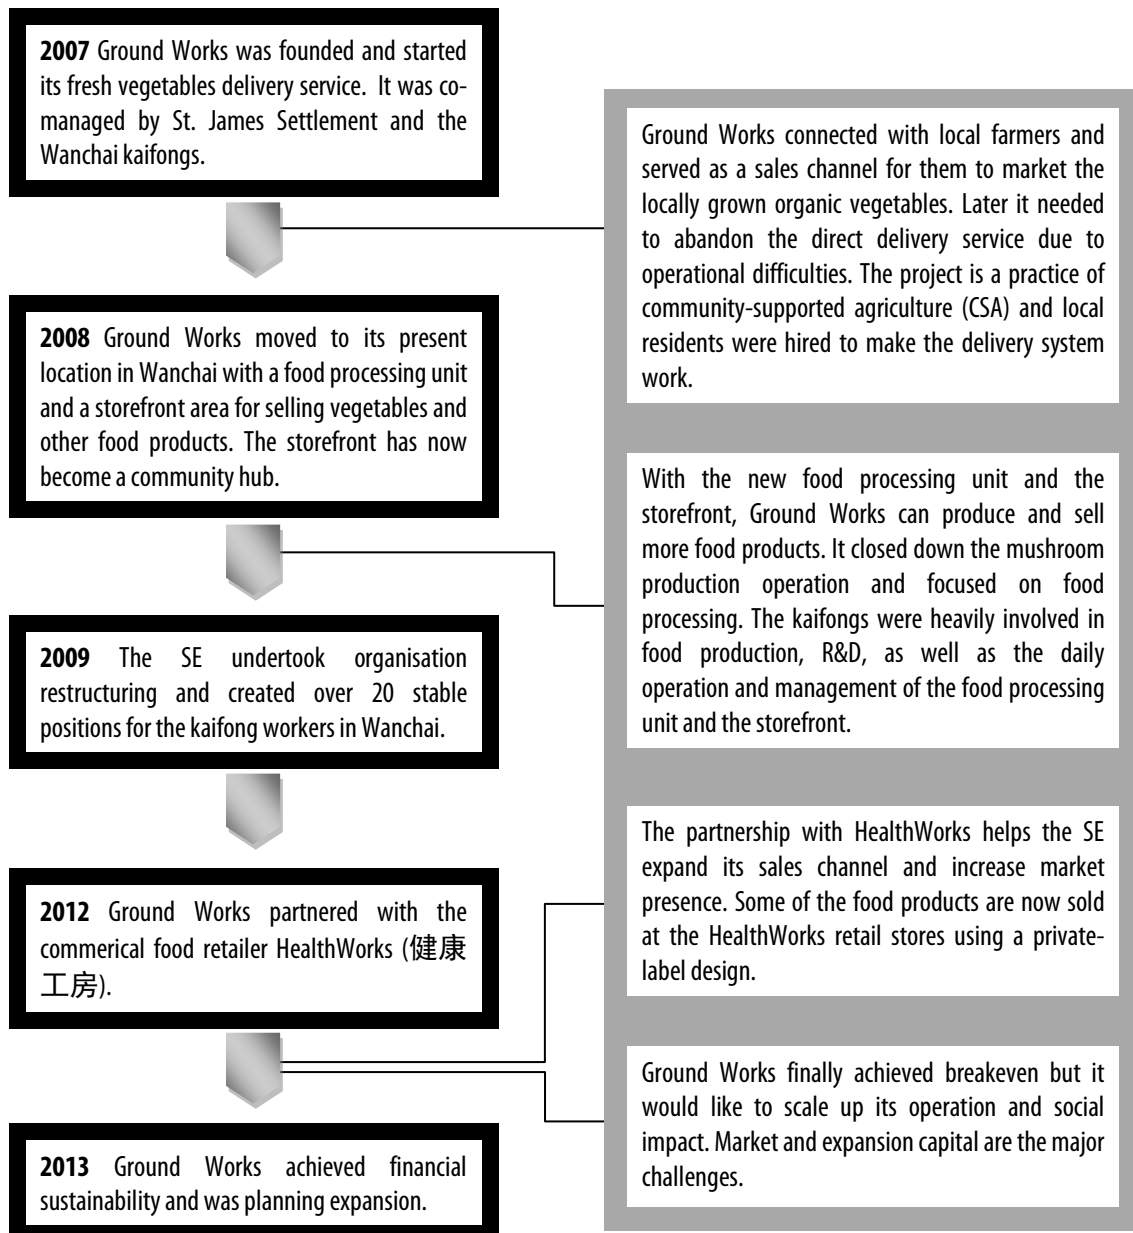 2007 Ground Works was founded and started
its fresh vegetables delivery service. It was co-
managed by St. James Settlement and the
Wanchai kaifongs.
Ground Works connected with local farmers and
served as a sales channel for them to market the
locally grown organic vegetables. Later it needed
to abandon the direct delivery service due to
operational difficulties. The project is a practice of
community-supported agriculture (CSA) and local
residents were hired to make the delivery system
work.
2008 Ground Works moved to its present
location in Wanchai with a food processing unit
and a storefront area for selling vegetables and
other food products. The storefront has now
become a community hub.
With the new food processing unit and the
storefront, Ground Works can produce and sell
more food products. It closed down the mushroom
production operation and focused on food
processing. The kaifongs were heavily involved in
food production, R&D, as well as the daily
operation and management of the food processing
unit and the storefront.
2009 The SE undertook organisation
restructuring and created over 20 stable
positions for the kaifong workers in Wanchai.
2012 Ground Works partnered with the
commerical food retailer HealthWorks (健康
工房).
The partnership with HealthWorks helps the SE
expand its sales channel and increase market
presence. Some of the food products are now sold
at the HealthWorks retail stores using a private-
label design.
Ground Works finally achieved breakeven but it
would like to scale up its operation and social
impact. Market and expansion capital are the major
challenges.
2013 Ground Works achieved financial
sustainability and was planning expansion.